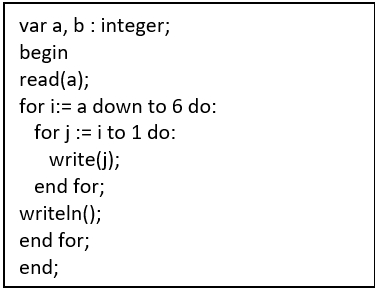 var a, b : integer;
begin
read(a);
for i:= a down to 6 do:
for j := i to 1 do:
write(j);
end for;
writeln();
end for;
end;